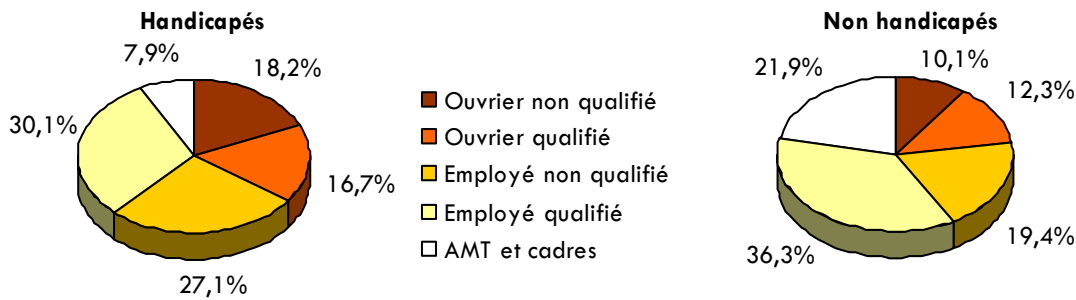 Handicapés
7,9%
18,2%
30,1%
16,7%
27,1%
Ouvrier non qualifié
Ouvrier qualifié
Employé non qualifié
Employé qualifié
AMT et cadres
Non handicapés
21,9%
10,1%
12,3%
36,3%
19,4%